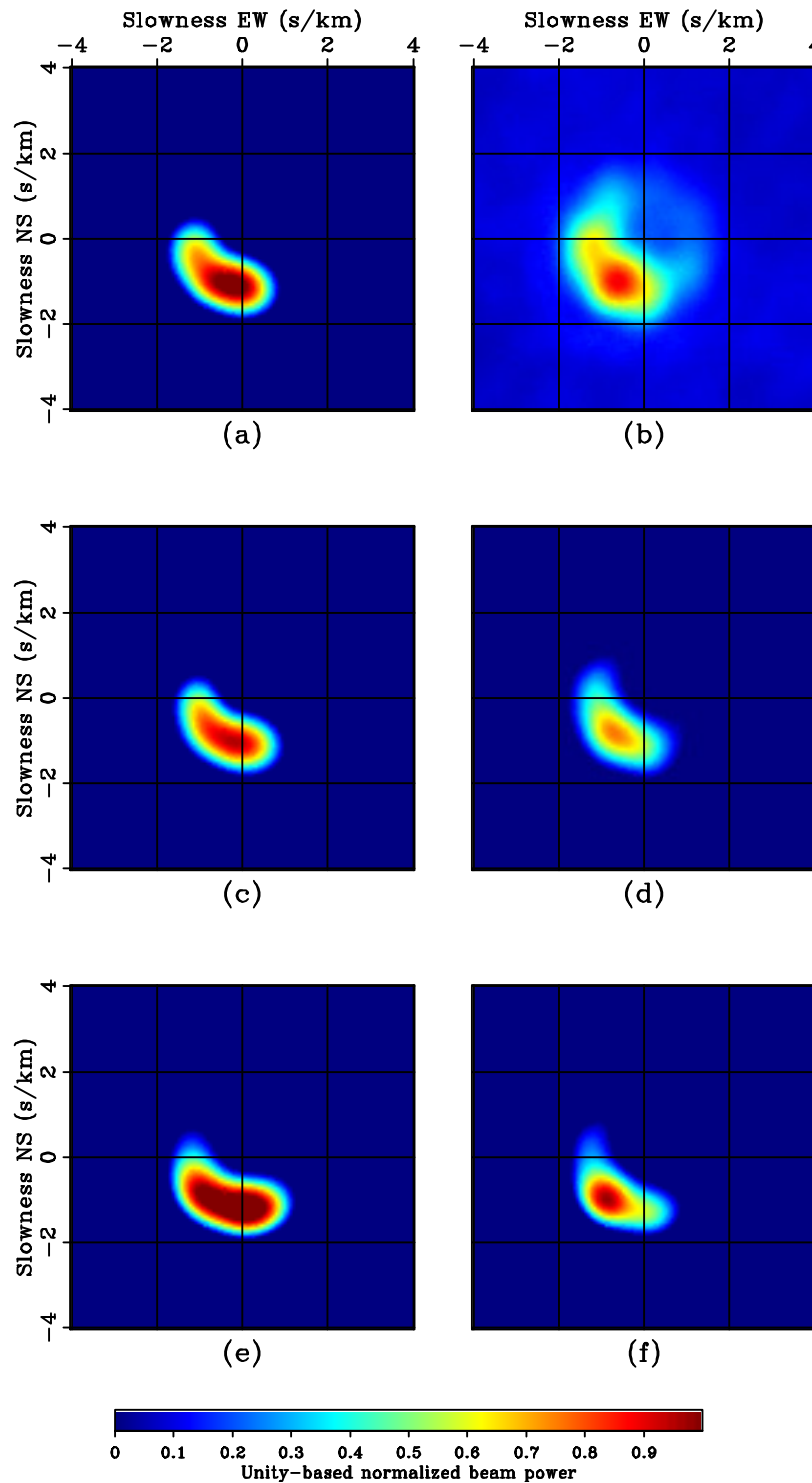 Slowness EW (s/km) Slowness EW (s/km)
−4 −2 0 2 4 −4 −2 0 2 4
Slowness NS (s/km)
4
2
0
−2
−4
(a) (b)
Slowness NS (s/km)
4
2
0
−2
−4
(c) (d)
Slowness NS (s/km)
4
2
0
−2
−4
(e) (f)
0 0.1 0.2 0.3 0.4 0.5 0.6 0.7 0.8 0.9
Unity-based normalized beam power